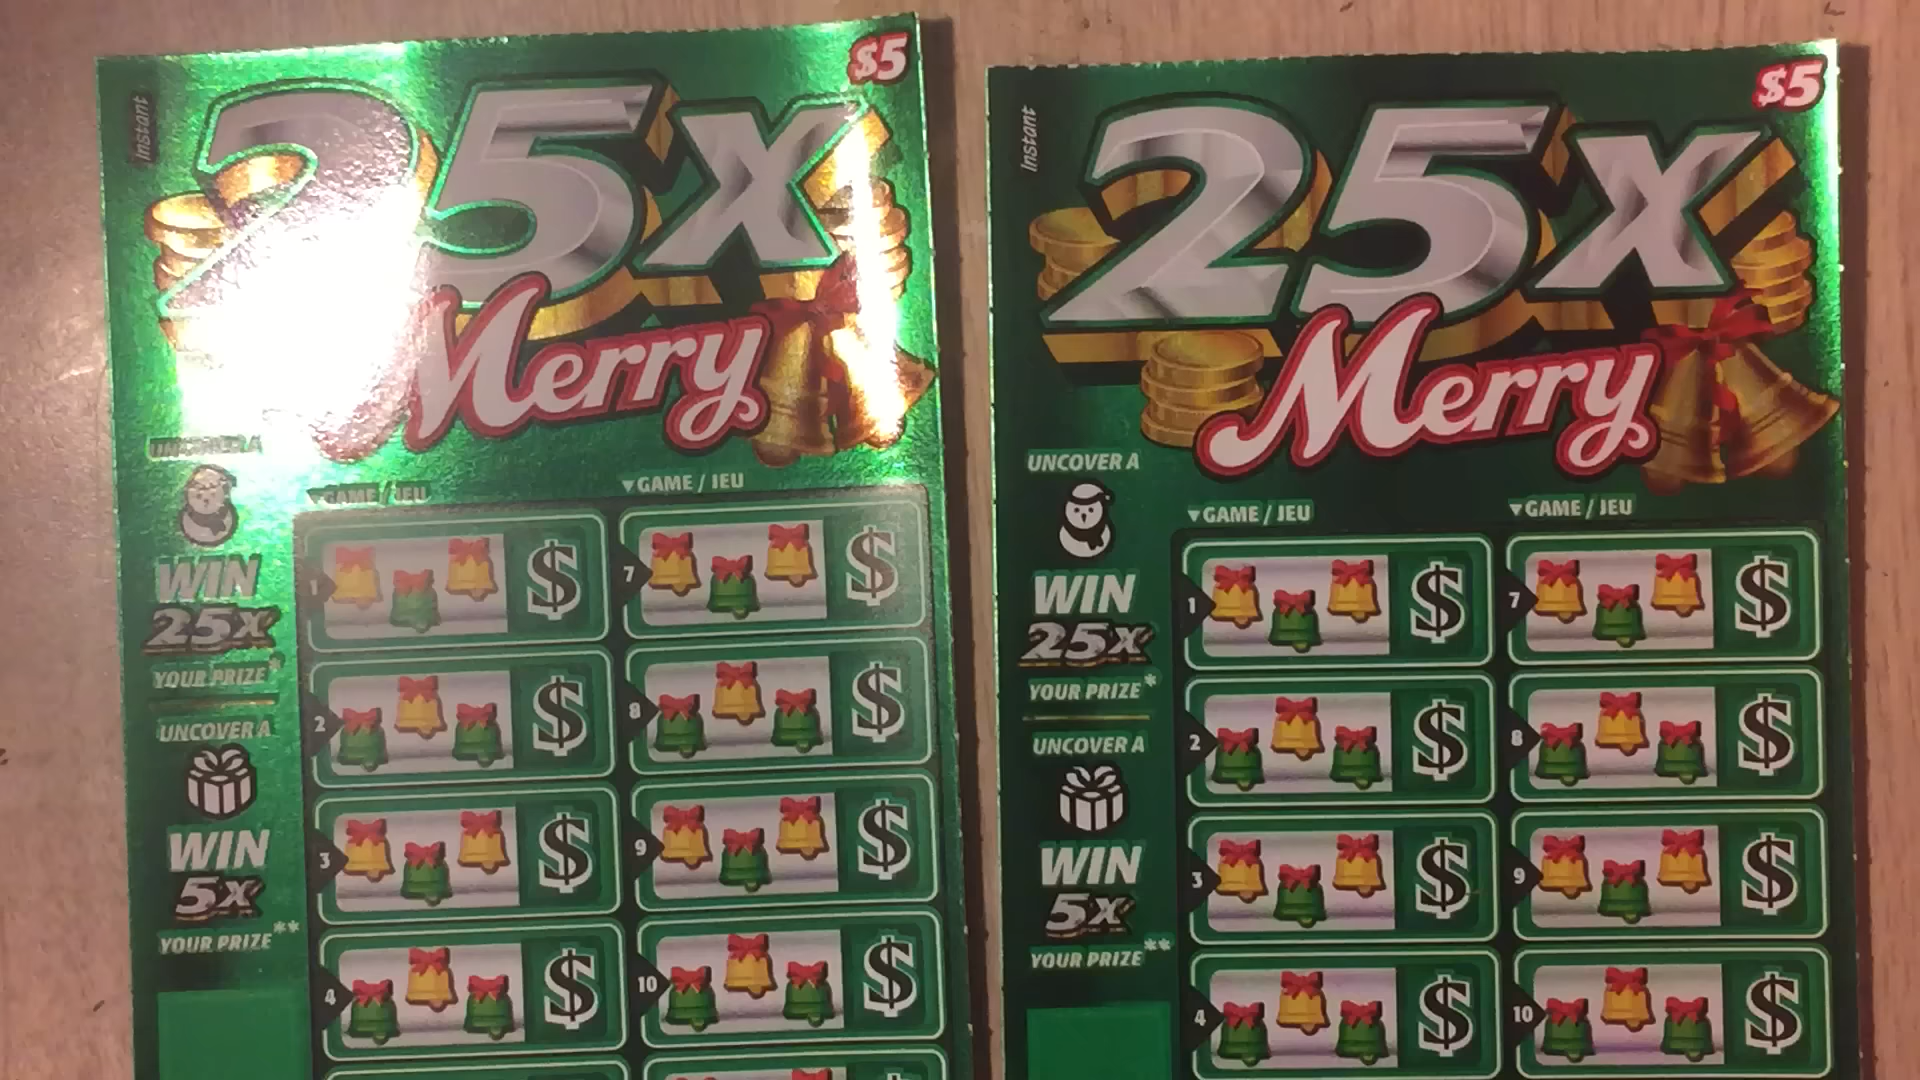 Instant
$5
25X
Merry
UNCOVER A
WIN
25X
YOUR PRIZE*
UNCOVER A
WIN
5X
YOUR PRIZE**
▼GAME / JEU
▼GAME / JEU
1 $
7 $
2 $
8 $
3 $
9 $
4 $
10 $
Instant
$5
25X
Merry
UNCOVER A
WIN
25X
YOUR PRIZE*
UNCOVER A
WIN
5X
YOUR PRIZE**
▼GAME / JEU
▼GAME / JEU
1 $
7 $
2 $
8 $
3 $
9 $
4 $
10 $